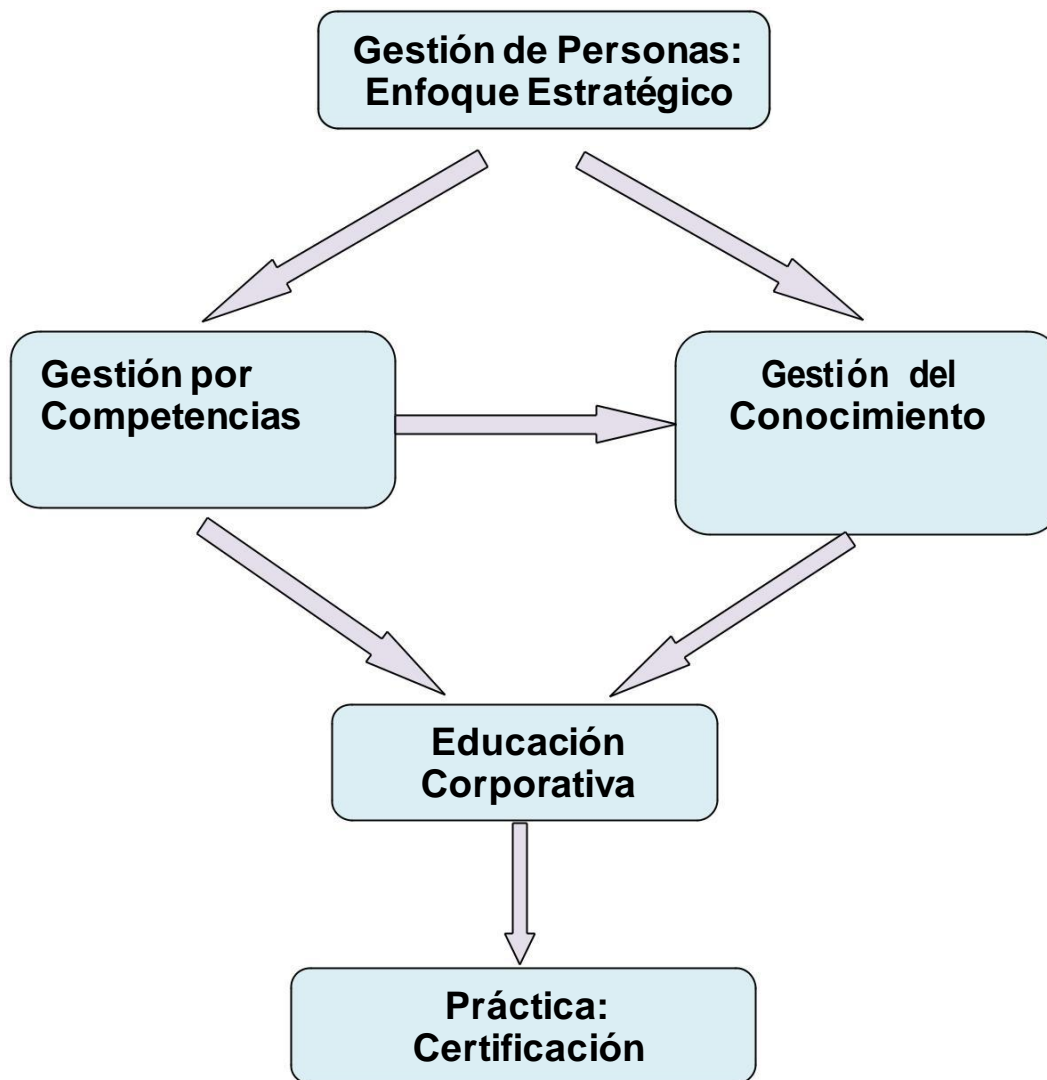 Gestión de Personas:
Enfoque Estratégico
Gestión por
Competencias
Gestión del
Conocimiento
Educación
Corporativa
Práctica:
Certificación